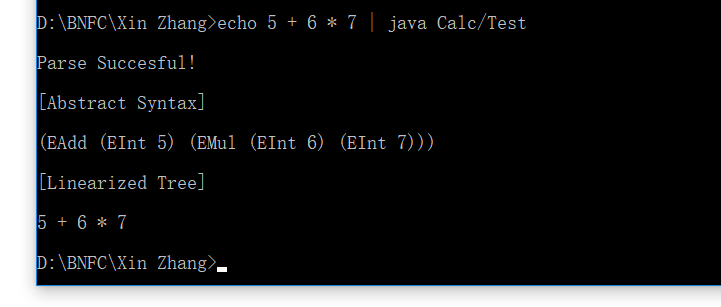 D:\BNFC\Xin Zhang>echo 5 + 6 * 7 | java Calc/Test
Parse Succesful!
[Abstract Syntax]
(EAdd (EInt 5) (EMul (EInt 6) (EInt 7)))
[Linearized Tree]
5 + 6 * 7
D:\BNFC\Xin Zhang>